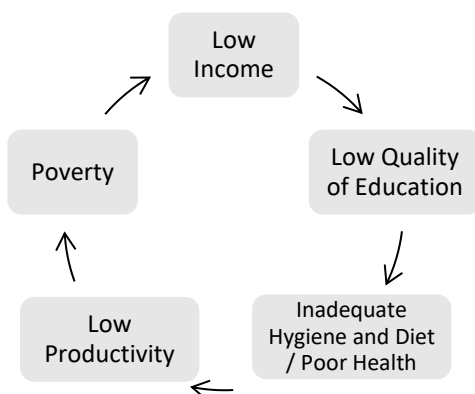 Low
Income
Low Quality
of Education
Inadequate
Hygiene and Diet
/ Poor Health
Low
Productivity
Poverty